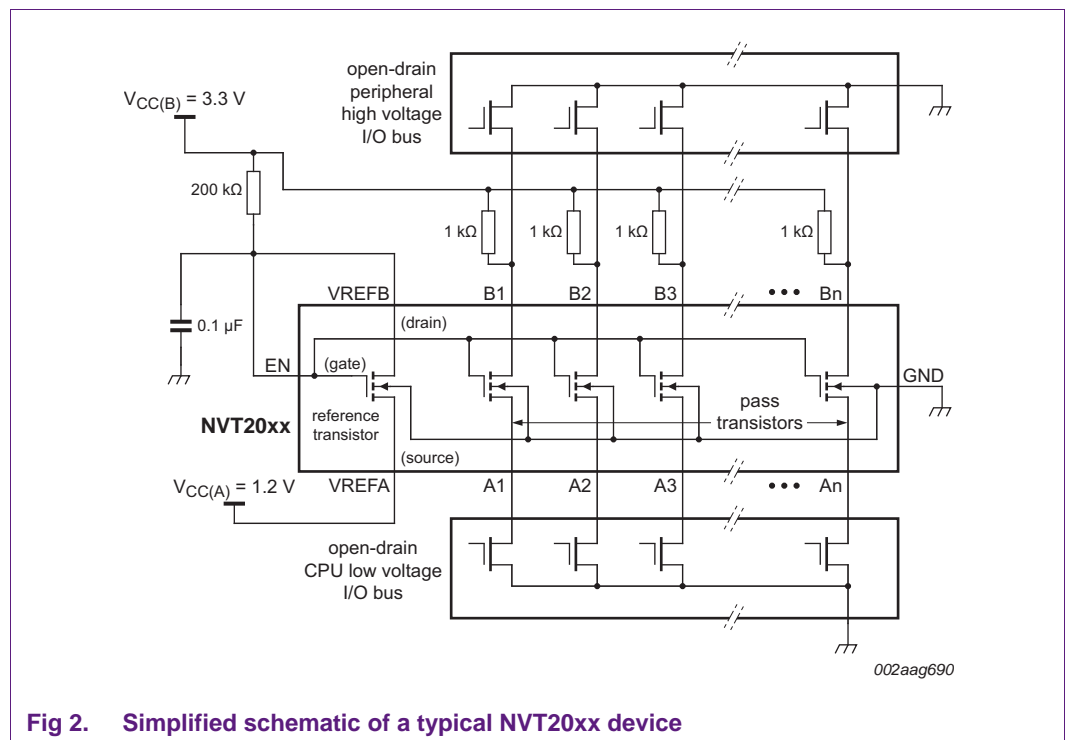 open-drain
peripheral
high voltage
I/O bus
VCC(B) = 3.3 V
200 kΩ
1 kΩ
1 kΩ
1 kΩ
1 kΩ
VREFB
B1
B2
B3
Bn
0.1 μF
(drain)
EN
(gate)
GND
reference
transistor
pass
transistors
NVT20xx
(source)
VCC(A) = 1.2 V
VREFA
A1
A2
A3
An
open-drain
CPU low voltage
I/O bus
002aag690
Fig 2. Simplified schematic of a typical NVT20xx device